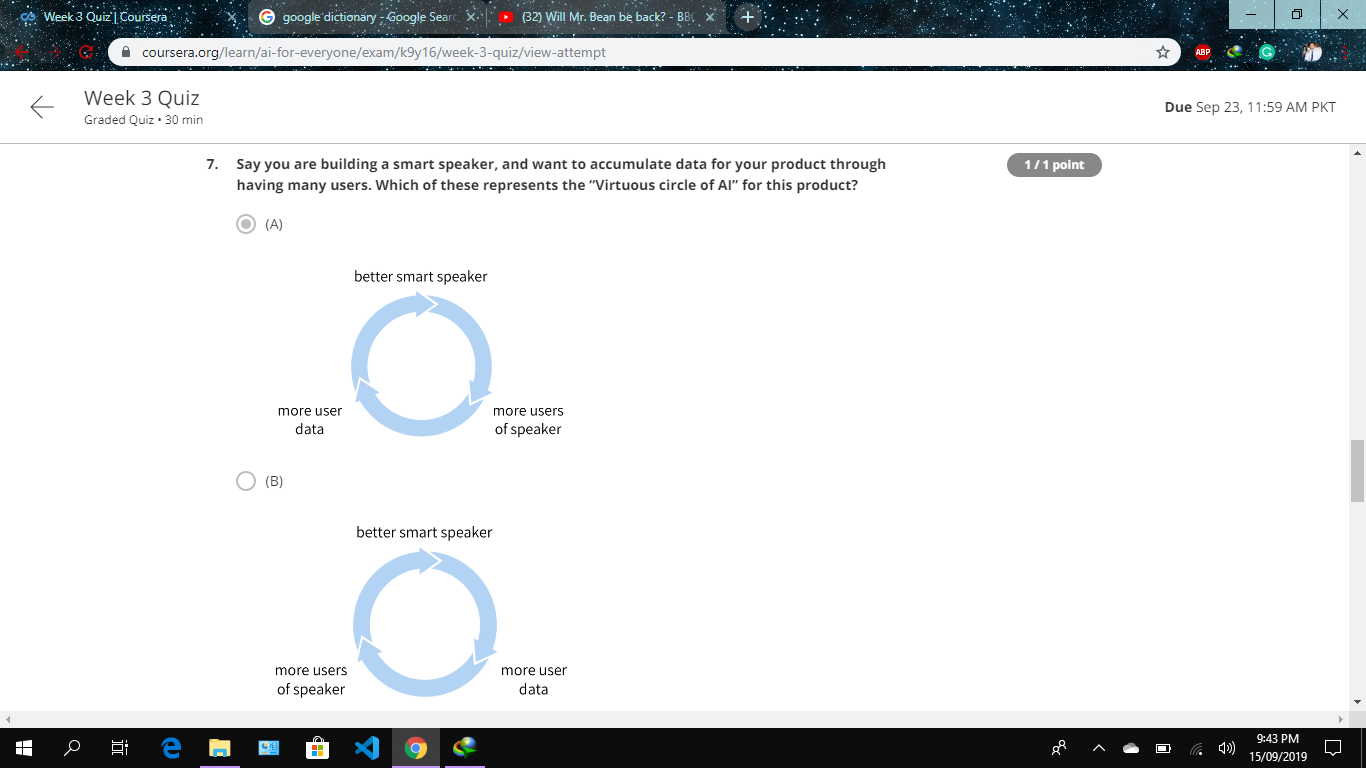 Week 3 Quiz | Coursera
google dictionary - Google Searc
(32) Will Mr. Bean be back? - BBC
coursera.org/learn/ai-for-everyone/exam/k9y16/week-3-quiz/view-attempt
ABP
Week 3 Quiz
Graded Quiz • 30 min
Due Sep 23, 11:59 AM PKT
7. Say you are building a smart speaker, and want to accumulate data for your product through
having many users. Which of these represents the “Virtuous circle of AI” for this product?
1 / 1 point
(A)
better smart speaker
more user
data
more users
of speaker
(B)
better smart speaker
more users
of speaker
more user
data
9:43 PM
15/09/2019